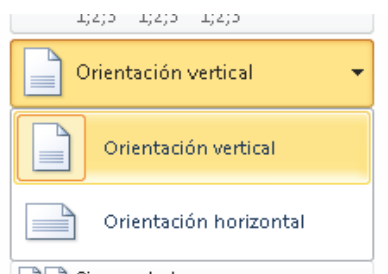 1;2;3 1;2;3 1;2;3
Orientación vertical
Orientación vertical
Orientación horizontal